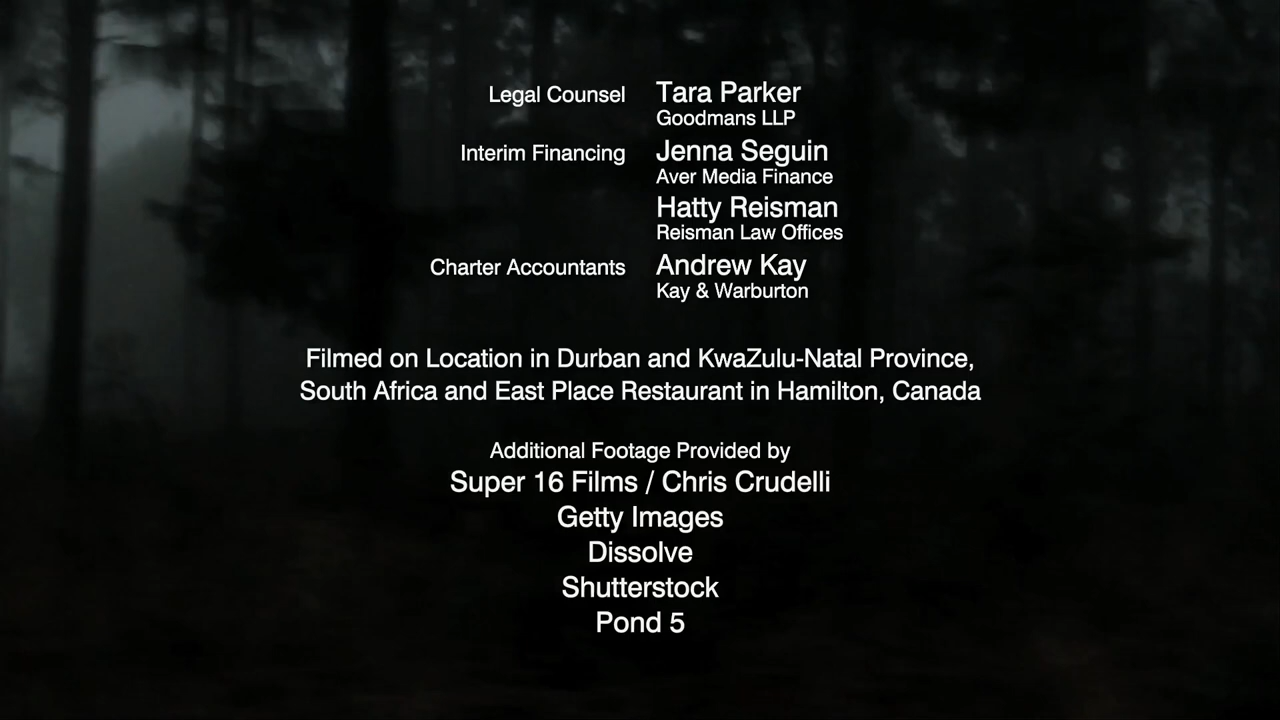 Legal Counsel Tara Parker
Goodmans LLP
Interim Financing Jenna Seguin
Aver Media Finance
Hatty Reisman
Reisman Law Offices
Charter Accountants Andrew Kay
Kay & Warburton
Filmed on Location in Durban and KwaZulu-Natal Province,
South Africa and East Place Restaurant in Hamilton, Canada
Additional Footage Provided by
Super 16 Films / Chris Crudelli
Getty Images
Dissolve
Shutterstock
Pond 5